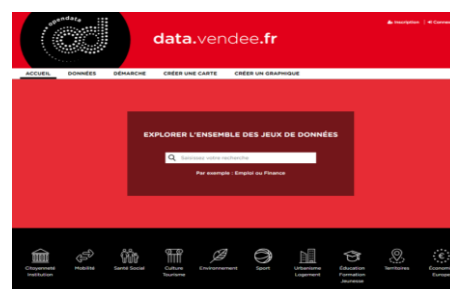 opendata
Inscription | Connex
data.vendee.fr
ACCUEIL DONNÉES DÉMARCHE CRÉER UNE CARTE CRÉER UN GRAPHIQUE
EXPLORER L'ENSEMBLE DES JEUX DE DONNÉES
Saisissez votre recherche
Par exemple : Emploi ou Finance
Citoyenneté Mobilité Santé Social Culture Environnement Sport Urbanisme Éducation Territoires Économi
Institution Tourisme Logement Formation Europe
Jeunesse